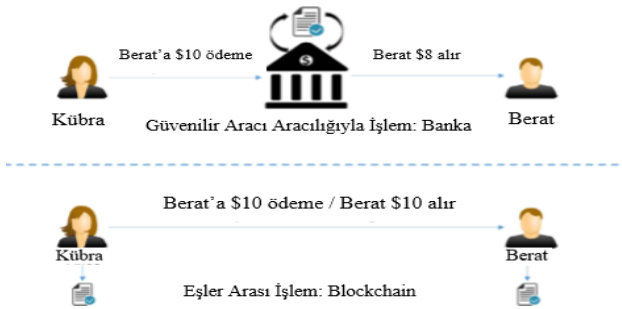 Berat’a $10 ödeme
Berat $8 alır
$
Kübra
Berat
Güvenilir Aracı Aracılığıyla İşlem: Banka
Berat’a $10 ödeme / Berat $10 alır
Kübra
Berat
Eşler Arası İşlem: Blockchain